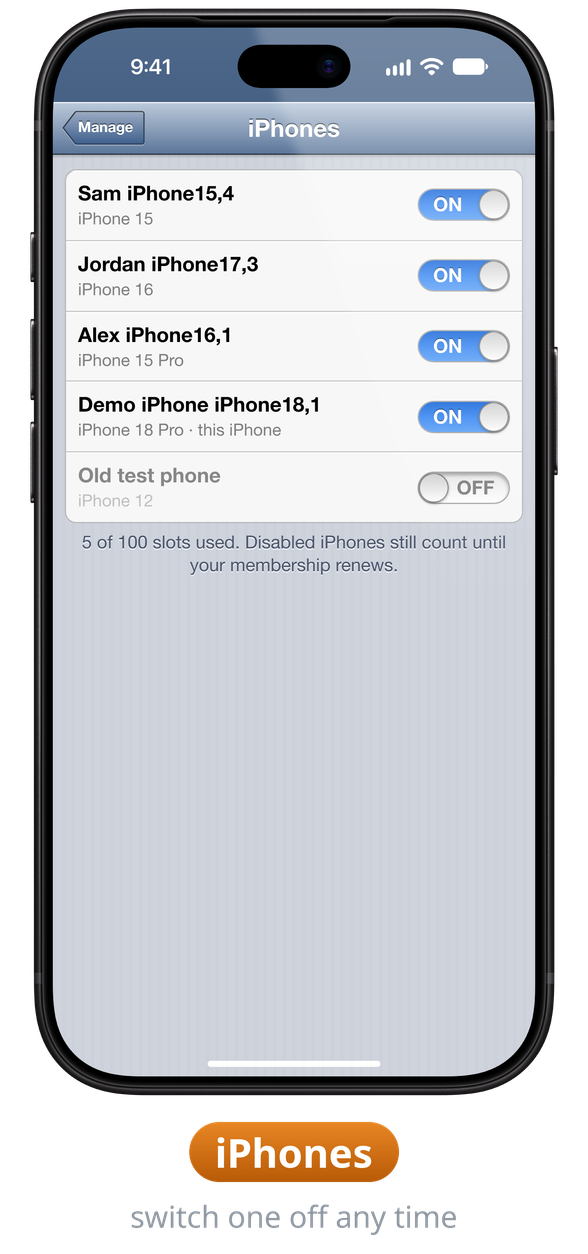 9:41
Manage
iPhones
Sam iPhone15,4
iPhone 15
ON
Jordan iPhone17,3
iPhone 16
ON
Alex iPhone16,1
iPhone 15 Pro
ON
Demo iPhone iPhone18,1
iPhone 18 Pro · this iPhone
ON
Old test phone
iPhone 12
OFF
5 of 100 slots used. Disabled iPhones still count until
your membership renews.
iPhones
switch one off any time